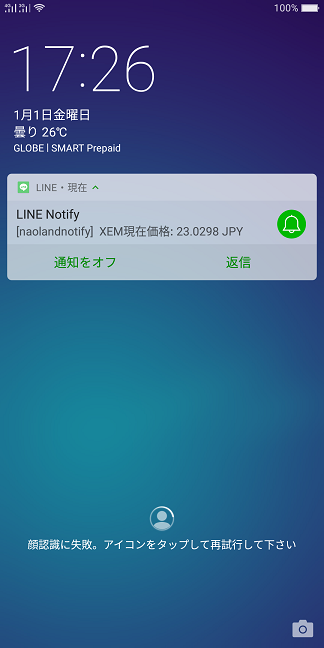 4G 3G 100%
17:26
1月1日金曜日
曇り 26℃
GLOBE | SMART Prepaid
LINE・現在
LINE Notify
[naolandnotify] XEM現在価格: 23.0298 JPY
通知をオフ 返信
顔認識に失敗。アイコンをタップして再試行して下さい